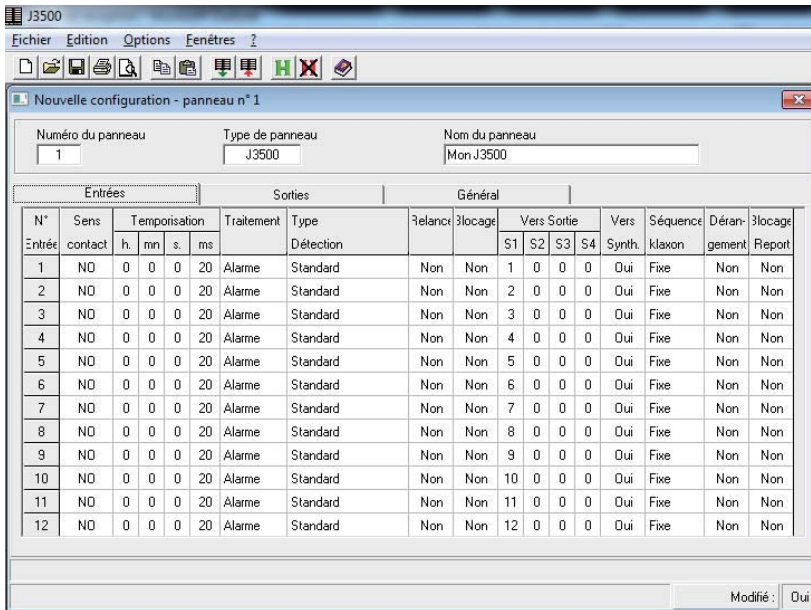 J3500
Fichier Edition Options Fenêtres ?
Nouvelle configuration - panneau n° 1
Numéro du panneau Type de panneau Nom du panneau
1 J3500 Mon J3500
Entrées Sorties Général
N° Sens Temporisation Traitement Type Relance Blocage Vers Sortie Vers Séquence Déran- Blocage
Entrée contact h. mn s. ms Détection S1 S2 S3 S4 Synth. klaxon gement Report
1 NO 0 0 0 20 Alarme Standard Non Non 1 0 0 0 Oui Fixe Non Non
2 NO 0 0 0 20 Alarme Standard Non Non 2 0 0 0 Oui Fixe Non Non
3 NO 0 0 0 20 Alarme Standard Non Non 3 0 0 0 Oui Fixe Non Non
4 NO 0 0 0 20 Alarme Standard Non Non 4 0 0 0 Oui Fixe Non Non
5 NO 0 0 0 20 Alarme Standard Non Non 5 0 0 0 Oui Fixe Non Non
6 NO 0 0 0 20 Alarme Standard Non Non 6 0 0 0 Oui Fixe Non Non
7 NO 0 0 0 20 Alarme Standard Non Non 7 0 0 0 Oui Fixe Non Non
8 NO 0 0 0 20 Alarme Standard Non Non 8 0 0 0 Oui Fixe Non Non
9 NO 0 0 0 20 Alarme Standard Non Non 9 0 0 0 Oui Fixe Non Non
10 NO 0 0 0 20 Alarme Standard Non Non 10 0 0 0 Oui Fixe Non Non
11 NO 0 0 0 20 Alarme Standard Non Non 11 0 0 0 Oui Fixe Non Non
12 NO 0 0 0 20 Alarme Standard Non Non 12 0 0 0 Oui Fixe Non Non
Modifié : Oui